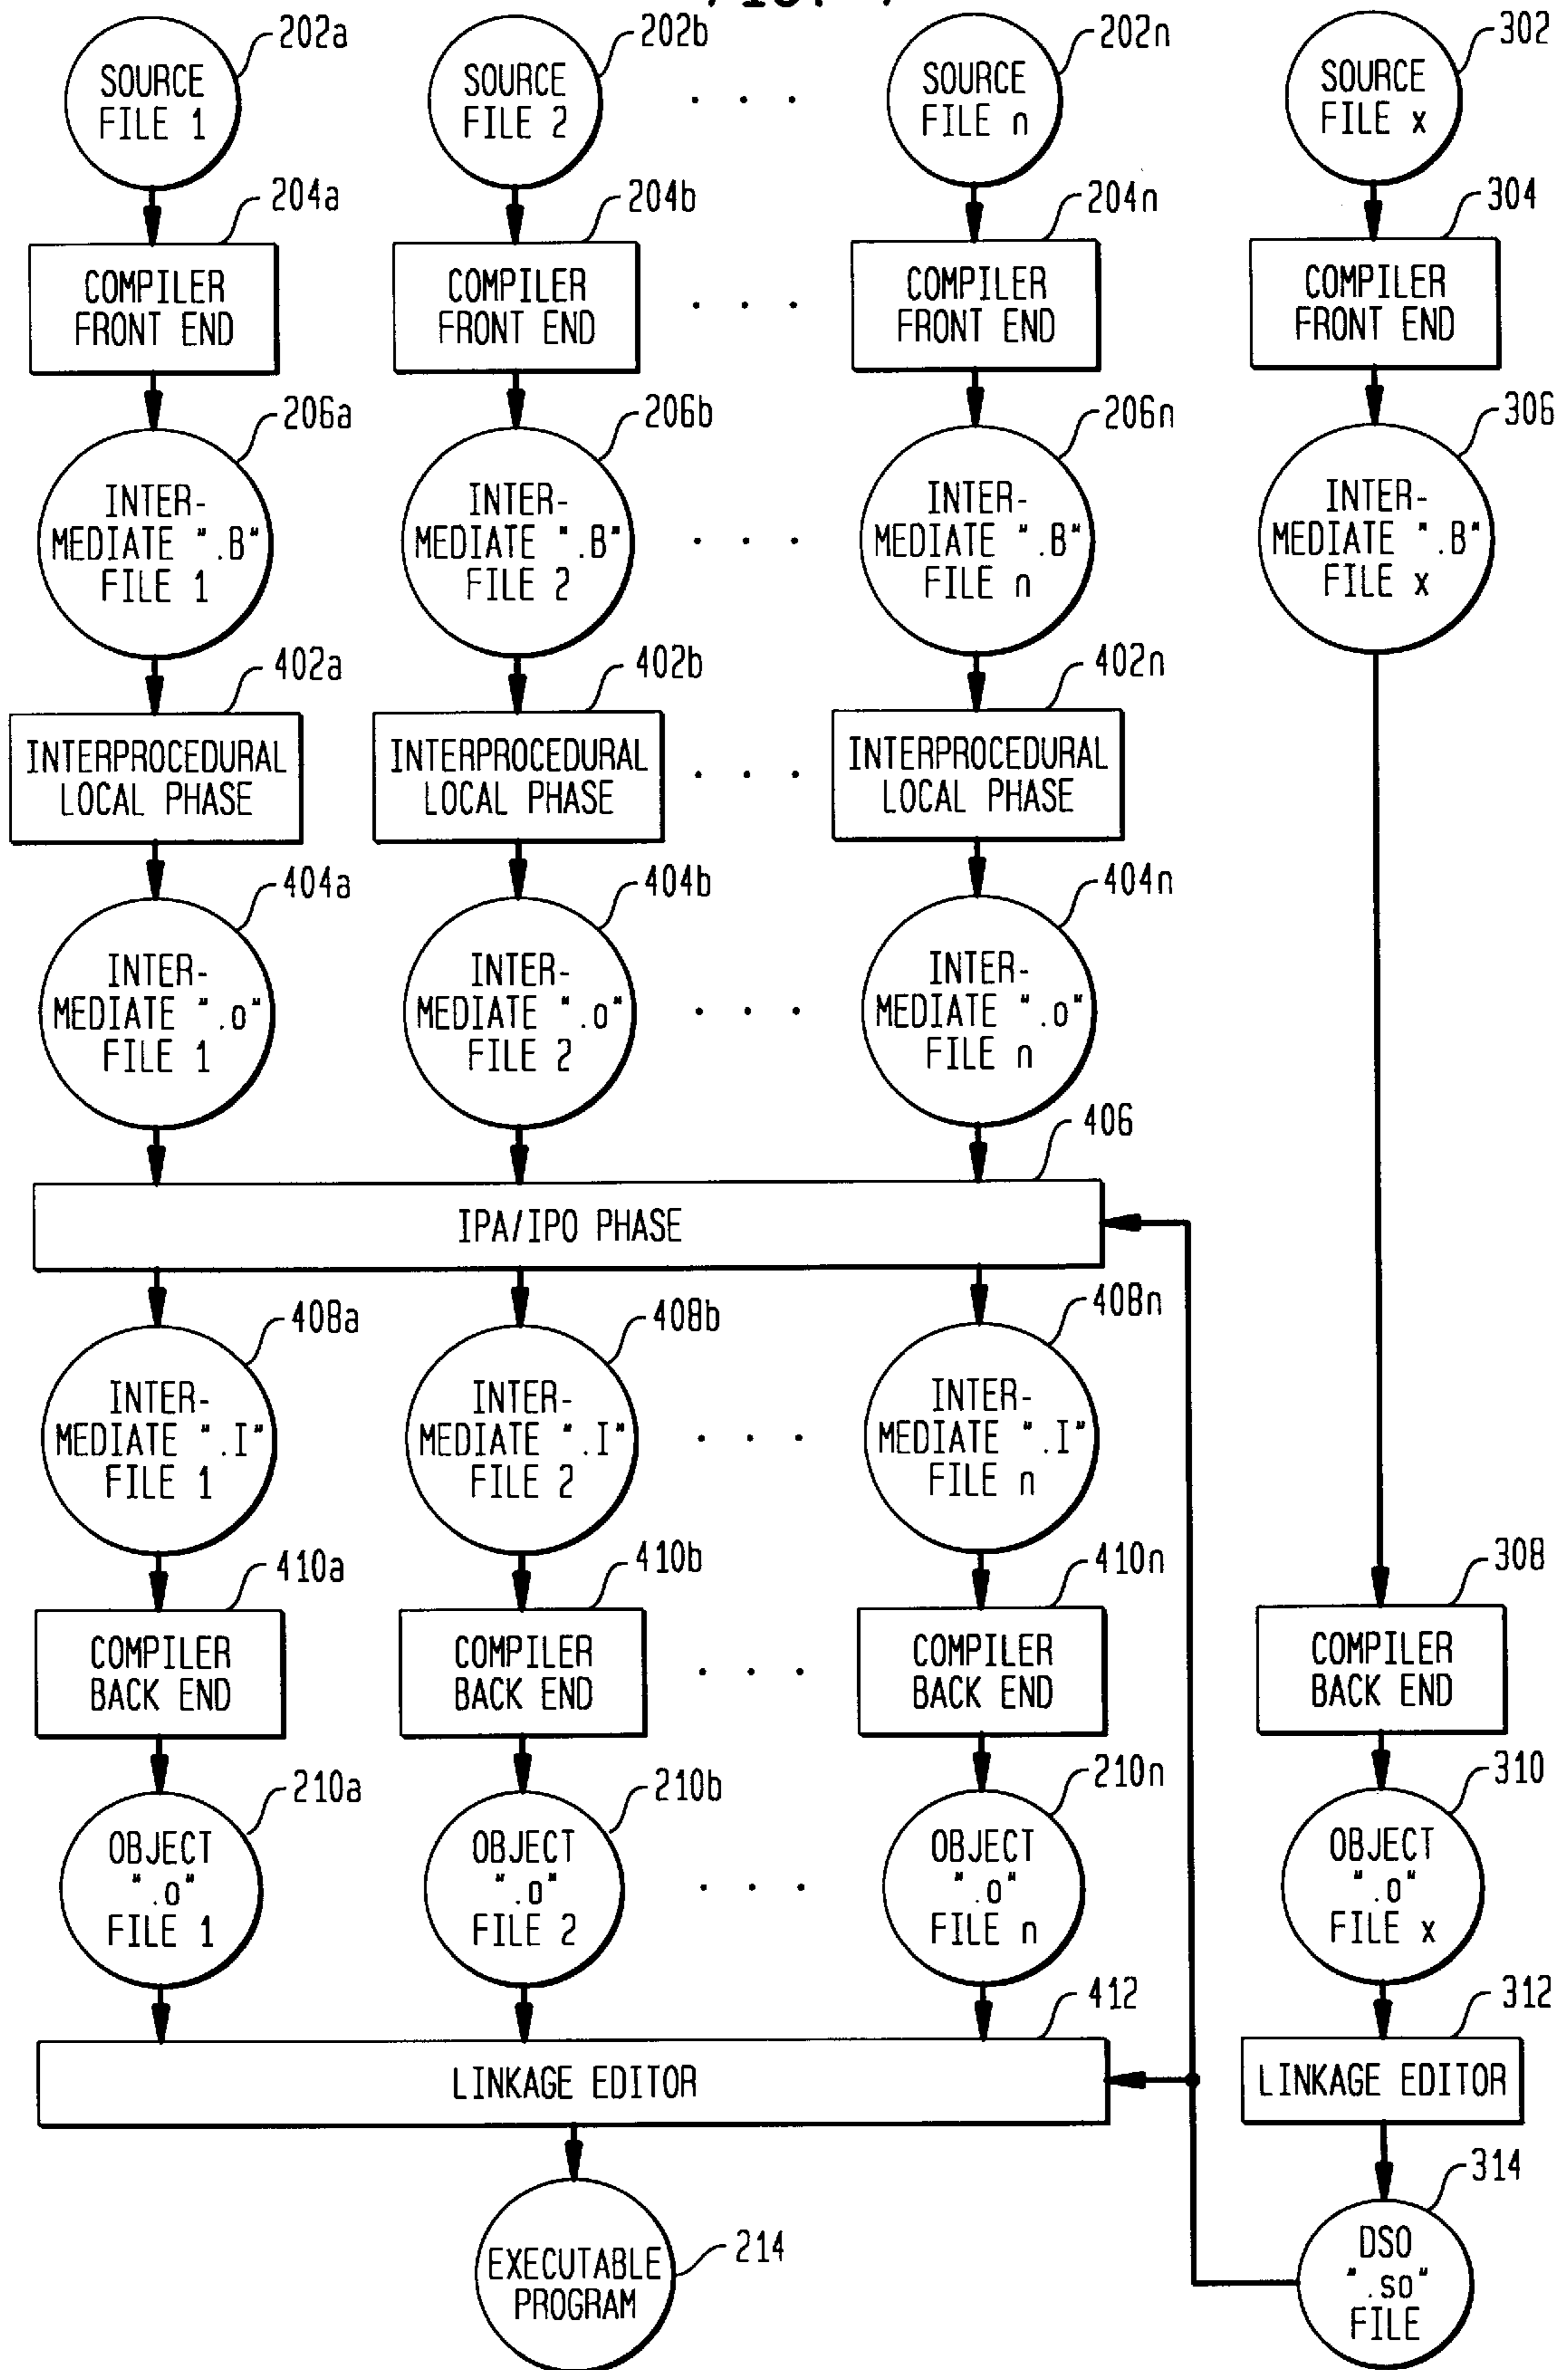 202a 202b 202n 302
SOURCE FILE 1
SOURCE FILE 2
. . .
SOURCE FILE n
SOURCE FILE x
204a 204b 204n 304
COMPILER FRONT END
COMPILER FRONT END
. . .
COMPILER FRONT END
COMPILER FRONT END
206a 206b 206n 306
INTER-
MEDIATE ".B"
FILE 1
INTER-
MEDIATE ".B"
FILE 2
. . .
INTER-
MEDIATE ".B"
FILE n
INTER-
MEDIATE ".B"
FILE x
402a 402b 402n
INTERPROCEDURAL
LOCAL PHASE
INTERPROCEDURAL
LOCAL PHASE
. . .
INTERPROCEDURAL
LOCAL PHASE
404a 404b 404n
INTER-
MEDIATE ".o"
FILE 1
INTER-
MEDIATE ".o"
FILE 2
. . .
INTER-
MEDIATE ".o"
FILE n
406
IPA/IPO PHASE
408a 408b 408n
INTER-
MEDIATE ".I"
FILE 1
INTER-
MEDIATE ".I"
FILE 2
. . .
INTER-
MEDIATE ".I"
FILE n
410a 410b 410n 308
COMPILER
BACK END
COMPILER
BACK END
. . .
COMPILER
BACK END
COMPILER
BACK END
210a 210b 210n 310
OBJECT
".o"
FILE 1
OBJECT
".o"
FILE 2
. . .
OBJECT
".o"
FILE n
OBJECT
".o"
FILE x
412 312
LINKAGE EDITOR
LINKAGE EDITOR
314
EXECUTABLE
PROGRAM
214
DSO
".so"
FILE